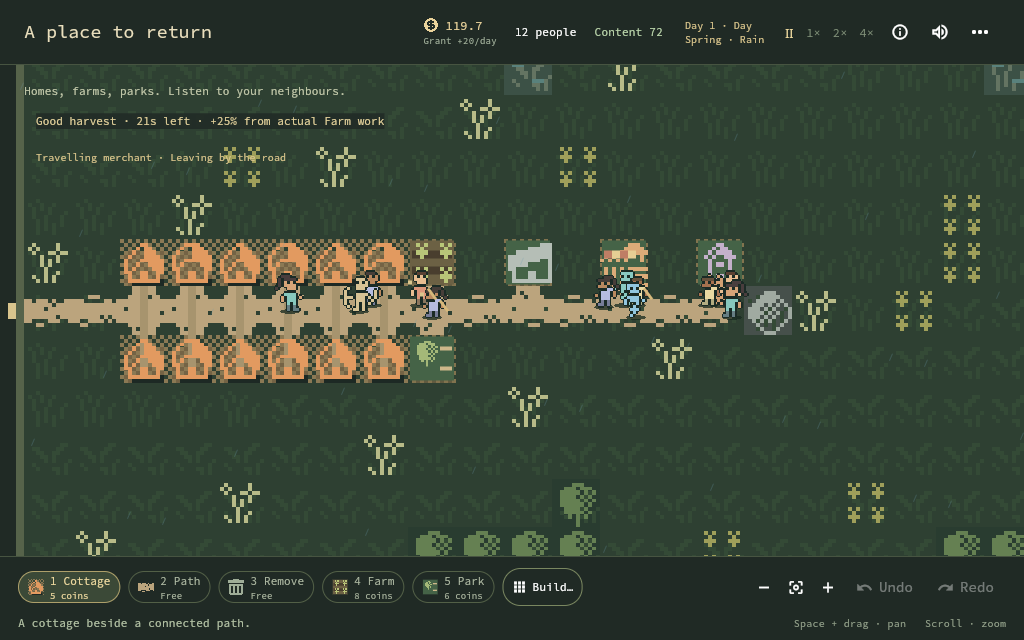 A place to return
119.7
Grant +20/day
12 people
Content 72
Day 1 · Day
Spring · Rain
II 1× 2× 4×
Homes, farms, parks. Listen to your neighbours.
Good harvest · 21s left · +25% from actual Farm work
Travelling merchant · Leaving by the road
1 Cottage
5 coins
2 Path
Free
3 Remove
Free
4 Farm
8 coins
5 Park
6 coins
Build…
Undo
Redo
A cottage beside a connected path.
Space + drag · pan
Scroll · zoom